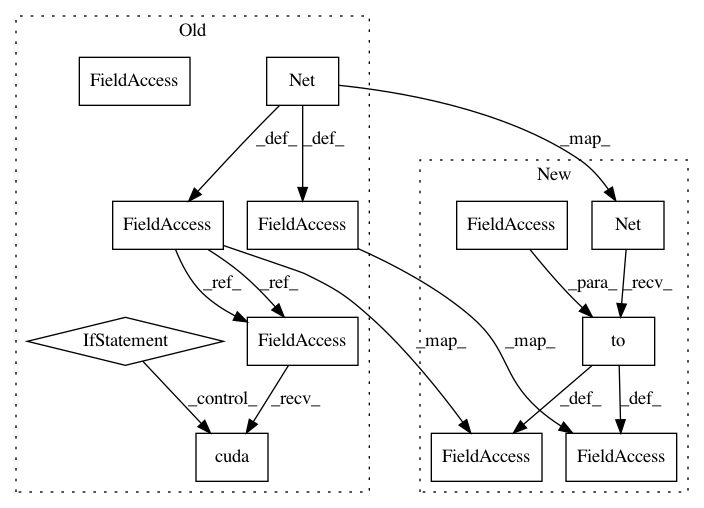 Old
FieldAccess
Net
_def_
_def_
_map_
New
FieldAccess
FieldAccess
FieldAccess
Net
_ref_
_ref_
_para_
_recv_
IfStatement
FieldAccess
_map_
_map_
to
_control_
_recv_
_def_
_def_
cuda
FieldAccess
FieldAccess